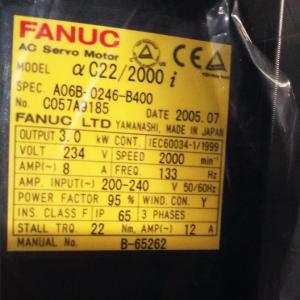 FANUC
AC Servo Motor
MODEL αC22/2000 i
SPEC. A06B-0246-B400
NO. C057A9185 DATE 2005.07
FANUC LTD YAMANASHI, MADE IN JAPAN
OUTPUT 3.0 kW CONT. IEC60034-1/1999
VOLT 234 V SPEED 2000 min⁻¹
AMP(~) 8 A FREQ. 133 Hz
AMP. INPUT(~) 200-240 V 50/60Hz
POWER FACTOR 95 % WIND. CON. Y
INS. CLASS F IP 65 3 PHASES
STALL TRQ. 22 Nm, AMP(~) 12 A
MANUAL NO. B-65262